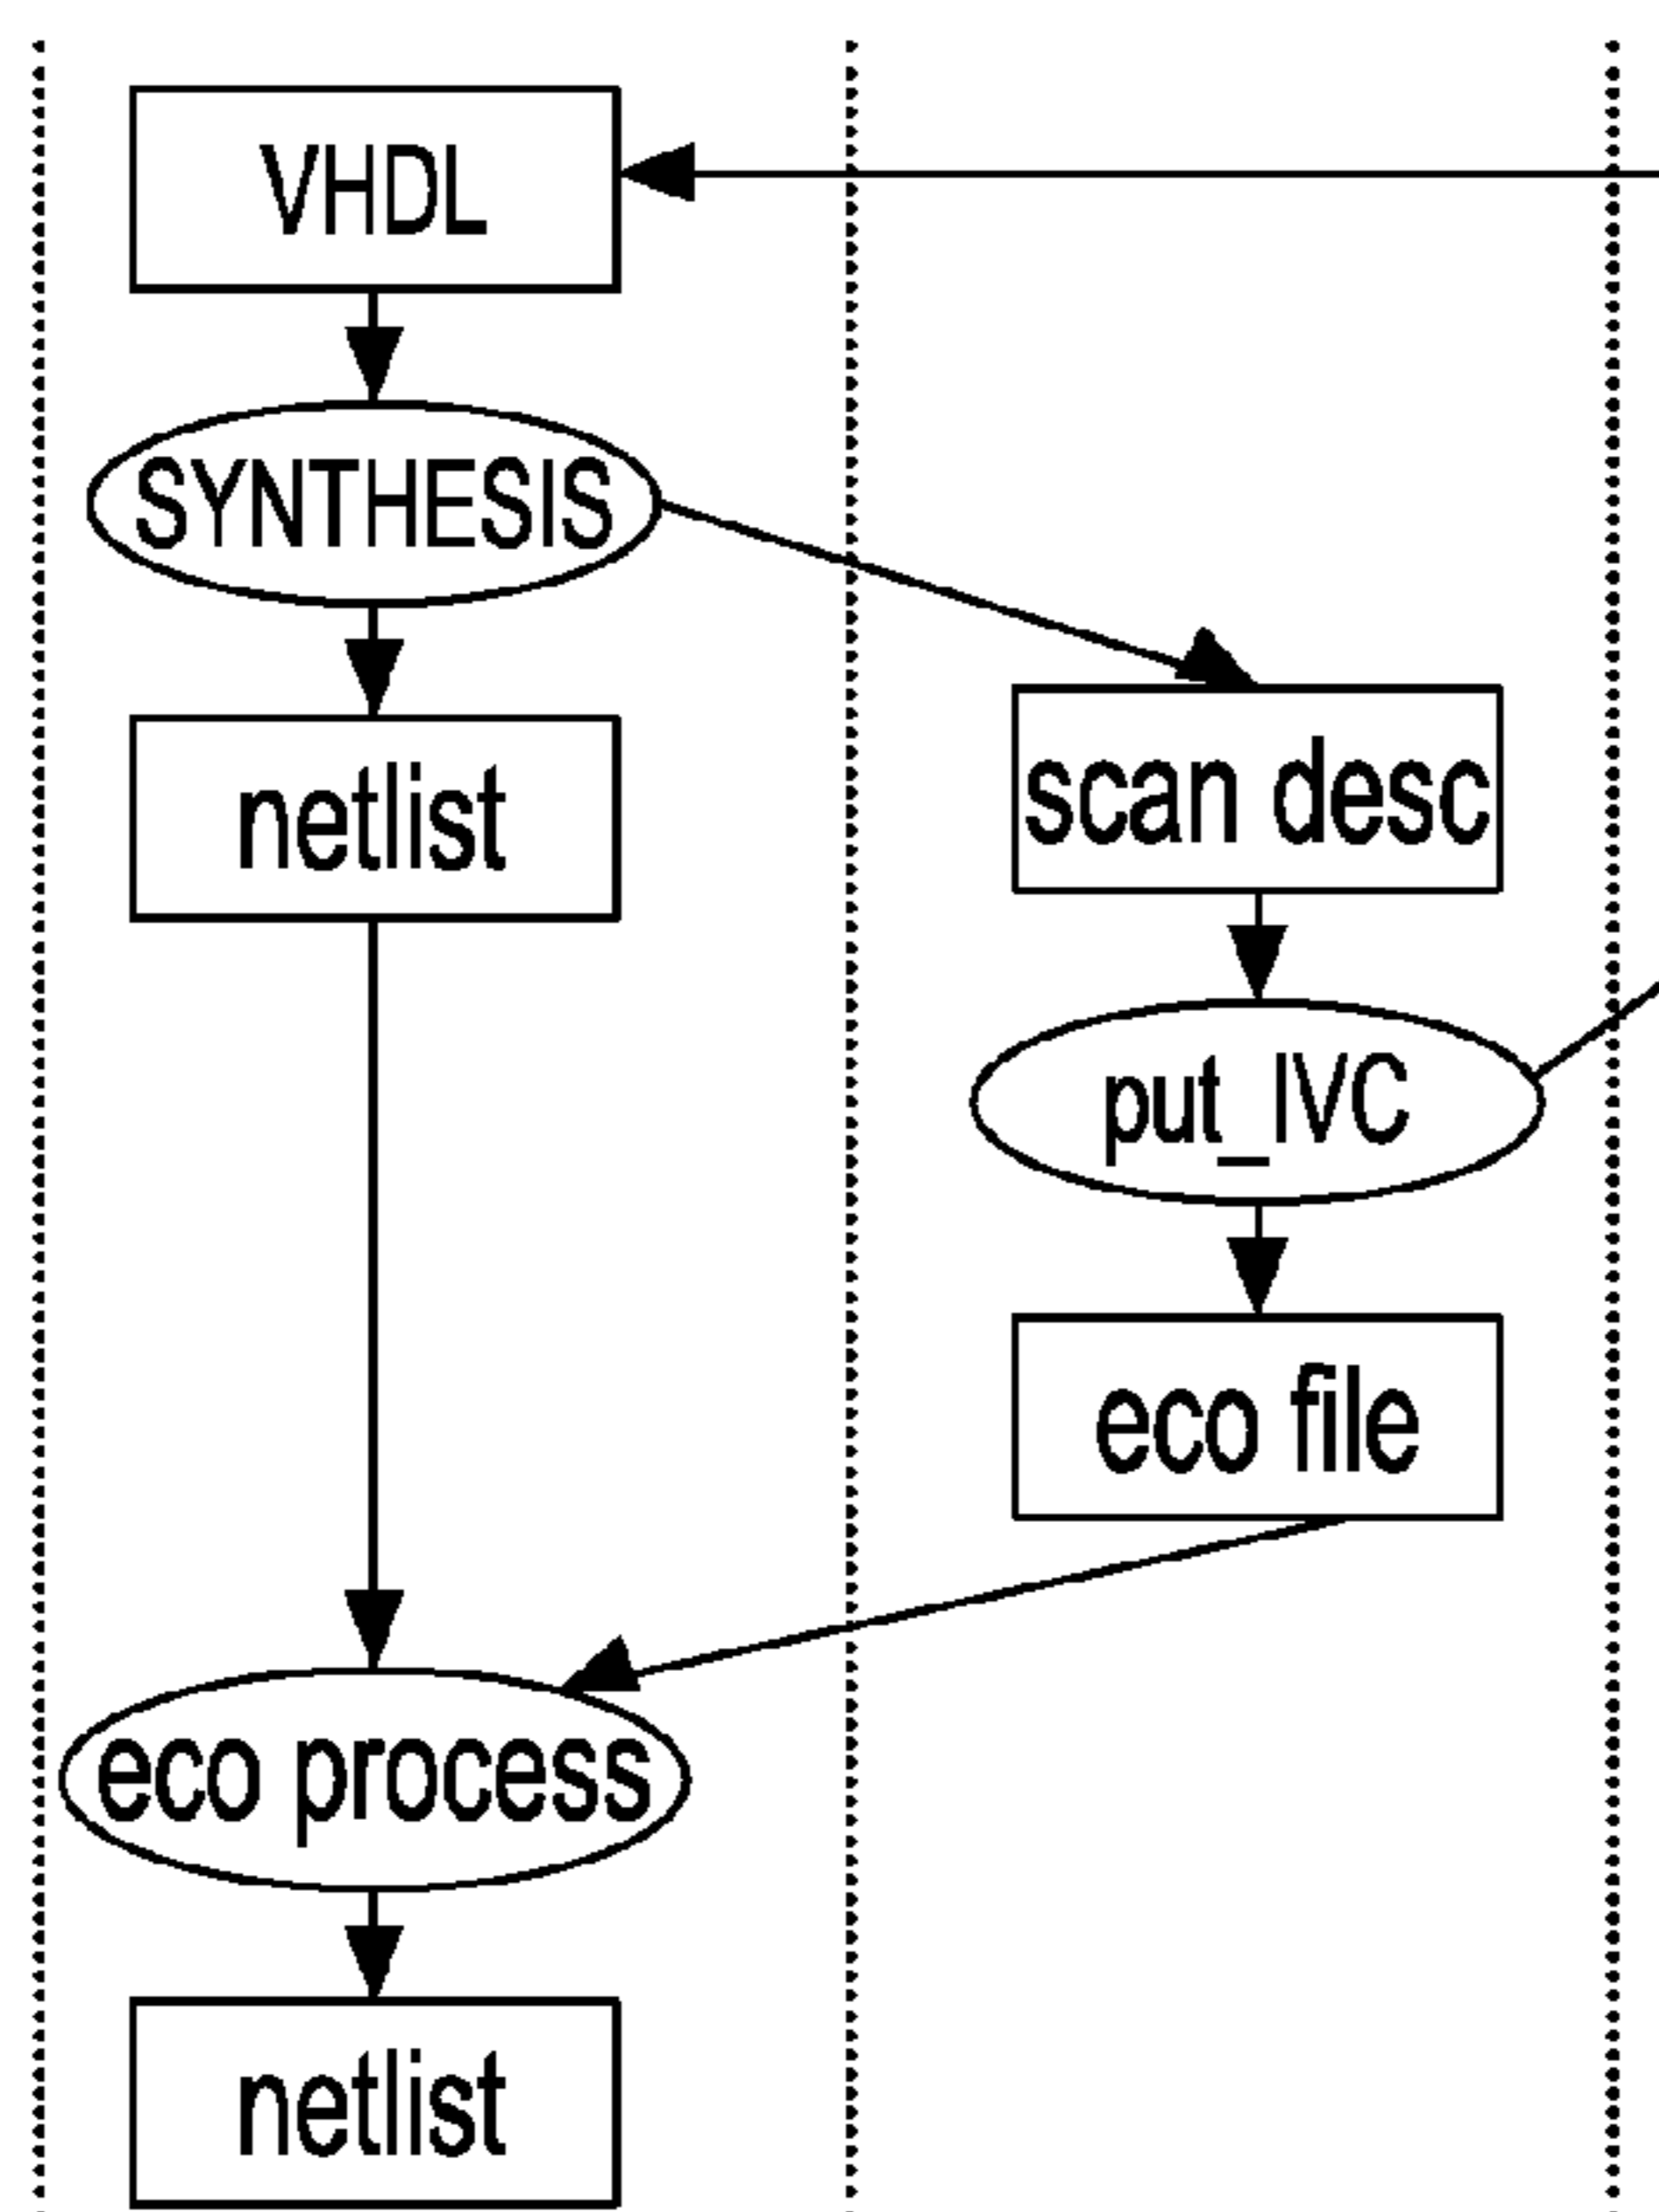 VHDL
SYNTHESIS
netlist
scan desc
put_IVC
eco file
eco process
netlist